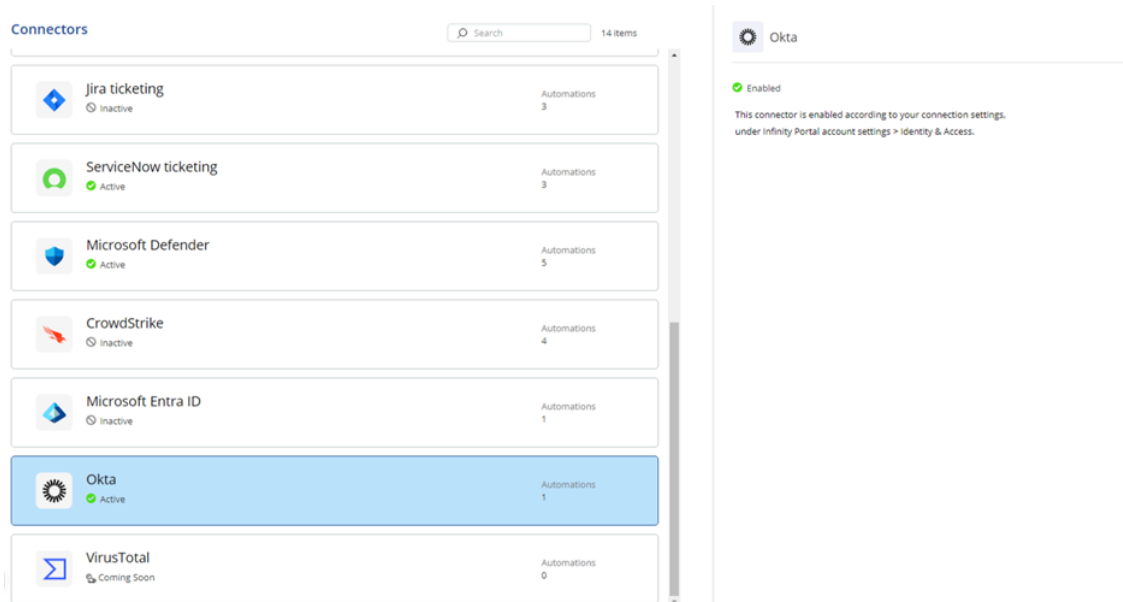 Connectors
Search
14 items
Jira ticketing
Inactive
Automations
3
ServiceNow ticketing
Active
Automations
3
Microsoft Defender
Active
Automations
5
CrowdStrike
Inactive
Automations
4
Microsoft Entra ID
Inactive
Automations
1
Okta
Active
Automations
1
VirusTotal
Coming Soon
Automations
0
Okta
Enabled
This connector is enabled according to your connection settings,
under Infinity Portal account settings > Identity & Access.